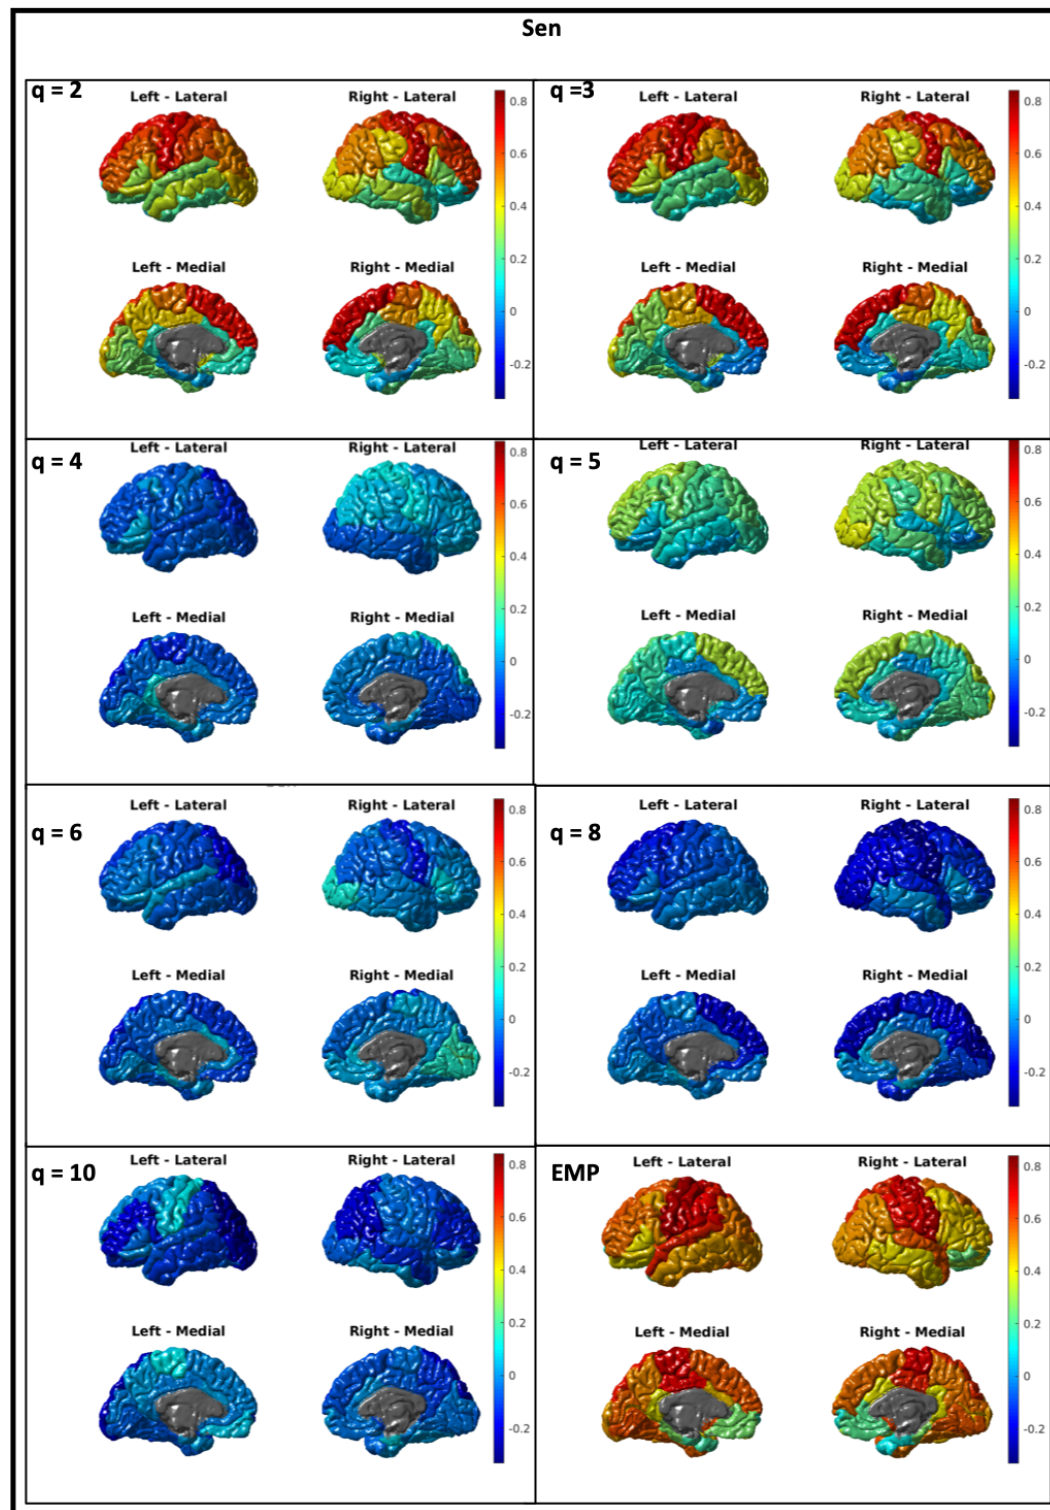 Sen
q = 2
Left - Lateral
Right - Lateral
0.8
0.6
0.4
0.2
0
-0.2
Left - Medial
Right - Medial
q =3
Left - Lateral
Right - Lateral
0.8
0.6
0.4
0.2
0
-0.2
Left - Medial
Right - Medial
q = 4
Left - Lateral
Right - Lateral
0.8
0.6
0.4
0.2
0
-0.2
Left - Medial
Right - Medial
q = 5
Left - Lateral
Right - Lateral
0.8
0.6
0.4
0.2
0
-0.2
Left - Medial
Right - Medial
q = 6
Left - Lateral
Right - Lateral
0.8
0.6
0.4
0.2
0
-0.2
Left - Medial
Right - Medial
q = 8
Left - Lateral
Right - Lateral
0.8
0.6
0.4
0.2
0
-0.2
Left - Medial
Right - Medial
q = 10
Left - Lateral
Right - Lateral
0.8
0.6
0.4
0.2
0
-0.2
Left - Medial
Right - Medial
EMP
Left - Lateral
Right - Lateral
0.8
0.6
0.4
0.2
0
-0.2
Left - Medial
Right - Medial